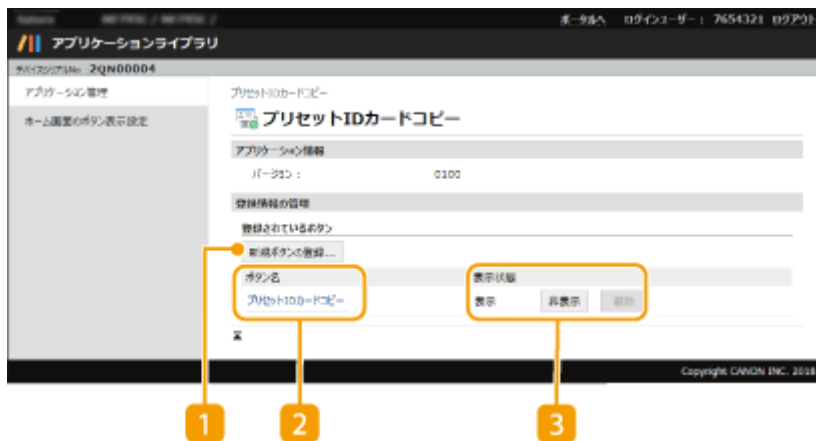 ポータルへ ログインユーザー: 7654321 ログアウト
アプリケーションライブラリ
デバイスシリアルNo. 2QN00004
アプリケーション管理
ホーム画面のボタン表示設定
プリセットIDカードコピー
プリセットIDカードコピー
アプリケーション情報
バージョン: 0100
登録情報の管理
登録されているボタン
新規ボタンの登録...
ボタン名 表示状態
プリセットIDカードコピー 表示 非表示 削除
Copyright CANON INC. 2018
1 2 3